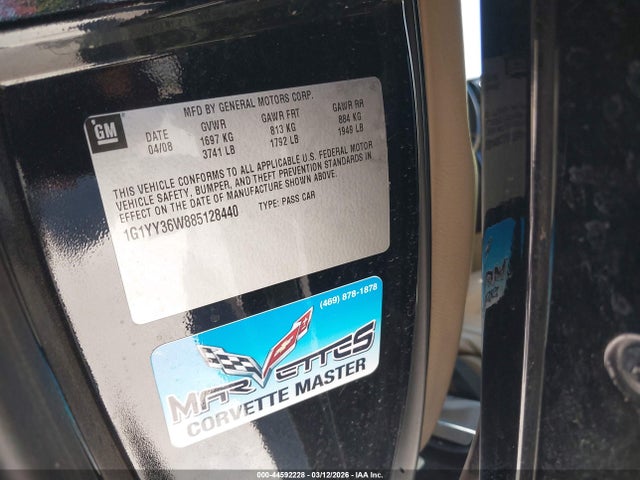 MFD BY GENERAL MOTORS CORP.
GM
DATE GVWR GAWR FRT GAWR RR
04/08 1697 KG 813 KG 884 KG
3741 LB 1792 LB 1949 LB
THIS VEHICLE CONFORMS TO ALL APPLICABLE U.S. FEDERAL MOTOR
VEHICLE SAFETY, BUMPER, AND THEFT PREVENTION STANDARDS IN
EFFECT ON THE DATE OF MANUFACTURE SHOWN ABOVE.
1G1YY36W885128440 TYPE: PASS CAR
(469) 878-1878
MARVETTES
CORVETTE MASTER
000-44592228 - 03/12/2026 - IAA Inc.